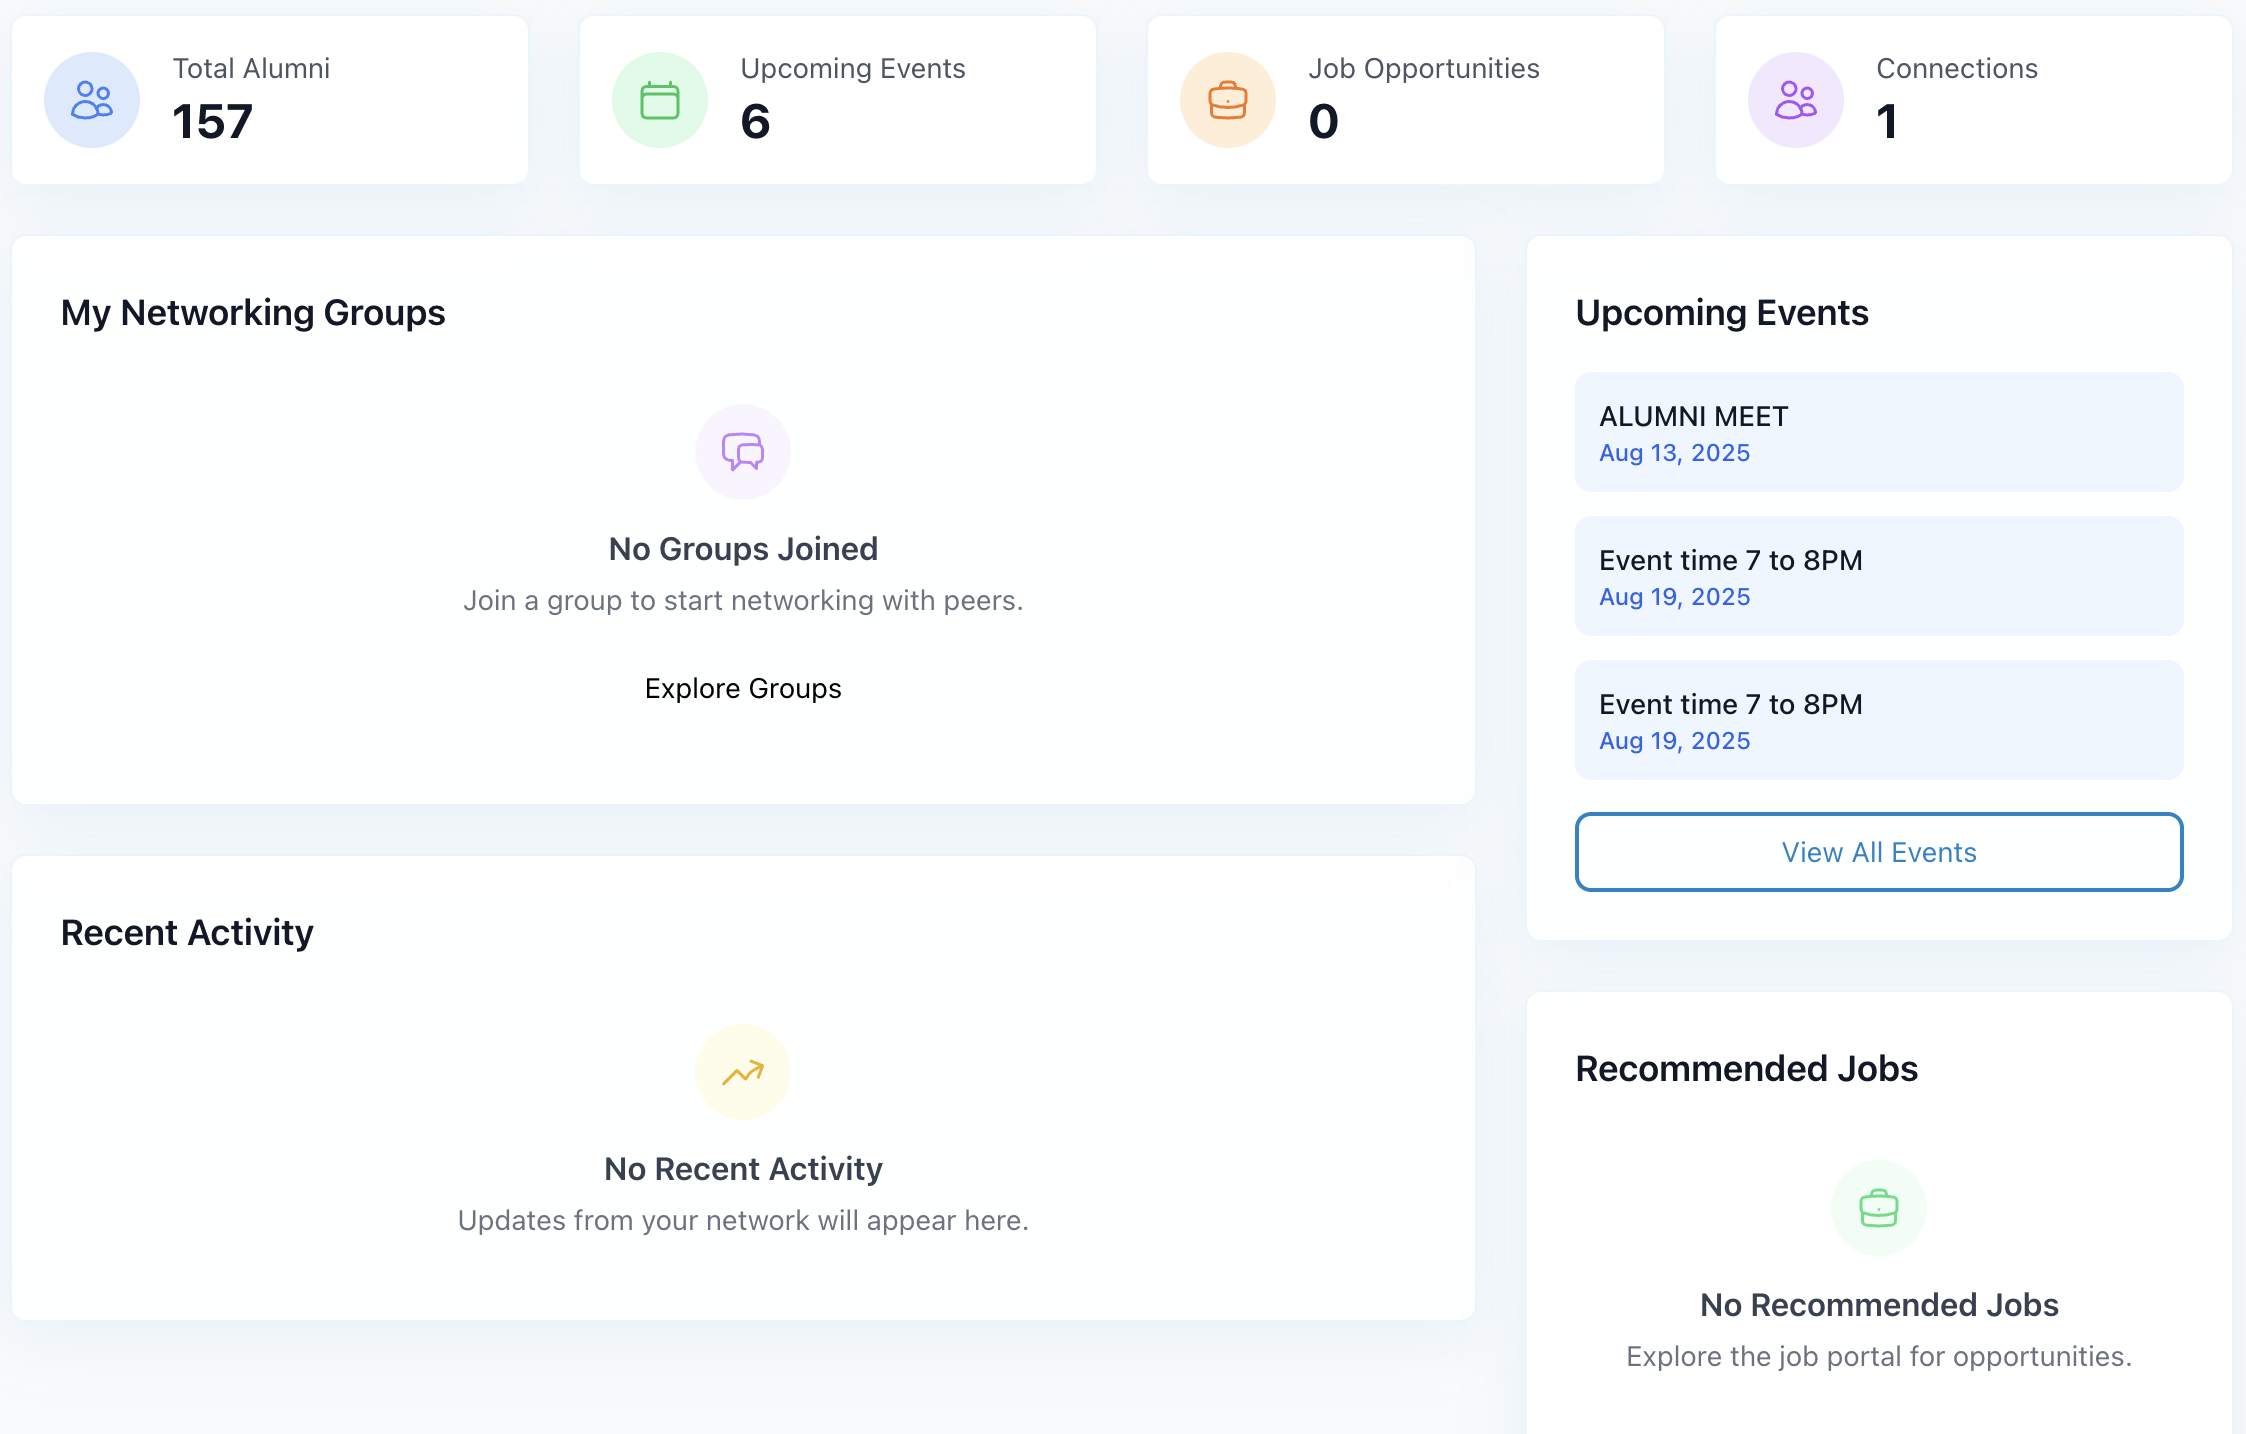 Total Alumni
157
Upcoming Events
6
Job Opportunities
0
Connections
1
My Networking Groups
No Groups Joined
Join a group to start networking with peers.
Explore Groups
Recent Activity
No Recent Activity
Updates from your network will appear here.
Upcoming Events
ALUMNI MEET
Aug 13, 2025
Event time 7 to 8PM
Aug 19, 2025
Event time 7 to 8PM
Aug 19, 2025
View All Events
Recommended Jobs
No Recommended Jobs
Explore the job portal for opportunities.